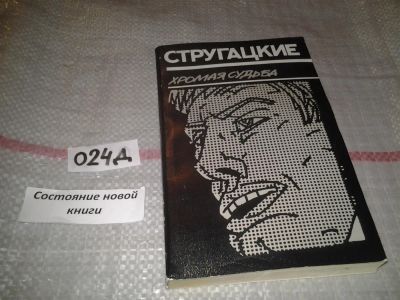 СТРУГАЦКИЕ
ХРОМАЯ СУДЬБА
024Д
Состояние новой
книги